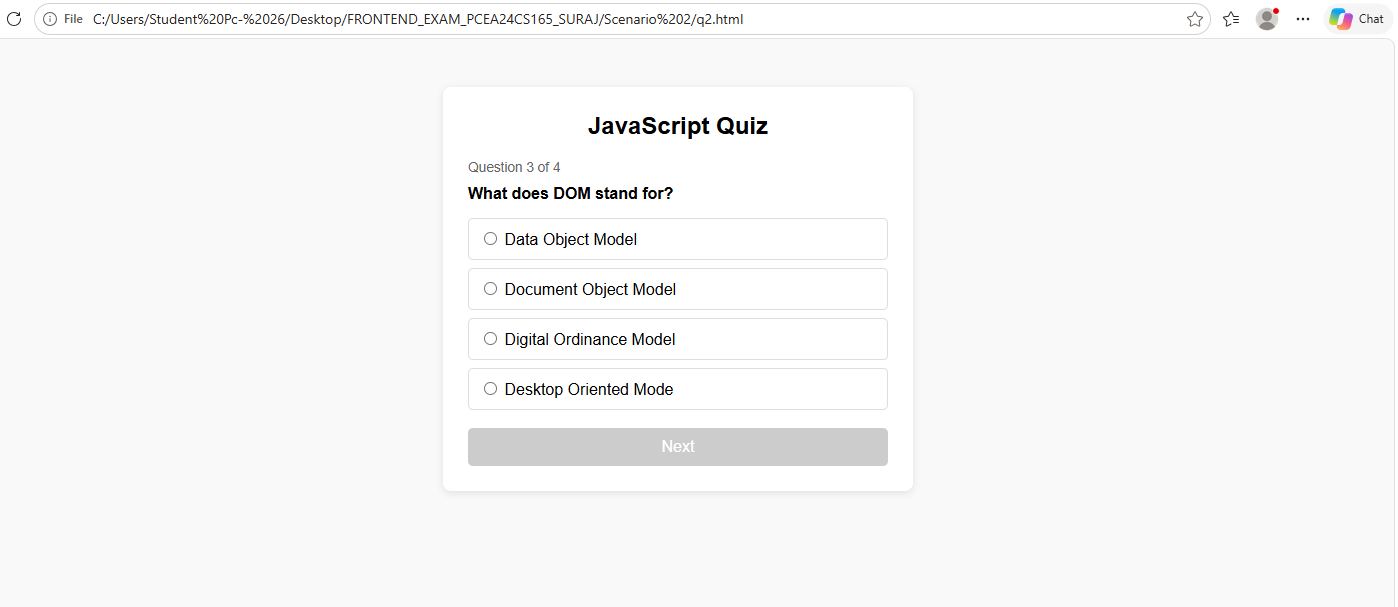 File C:/Users/Student%20Pc-%2026/Desktop/FRONTEND_EXAM_PCEA24CS165_SURAJ/Scenario%202/q2.html
Chat
JavaScript Quiz
Question 3 of 4
What does DOM stand for?
Data Object Model
Document Object Model
Digital Ordinance Model
Desktop Oriented Mode
Next